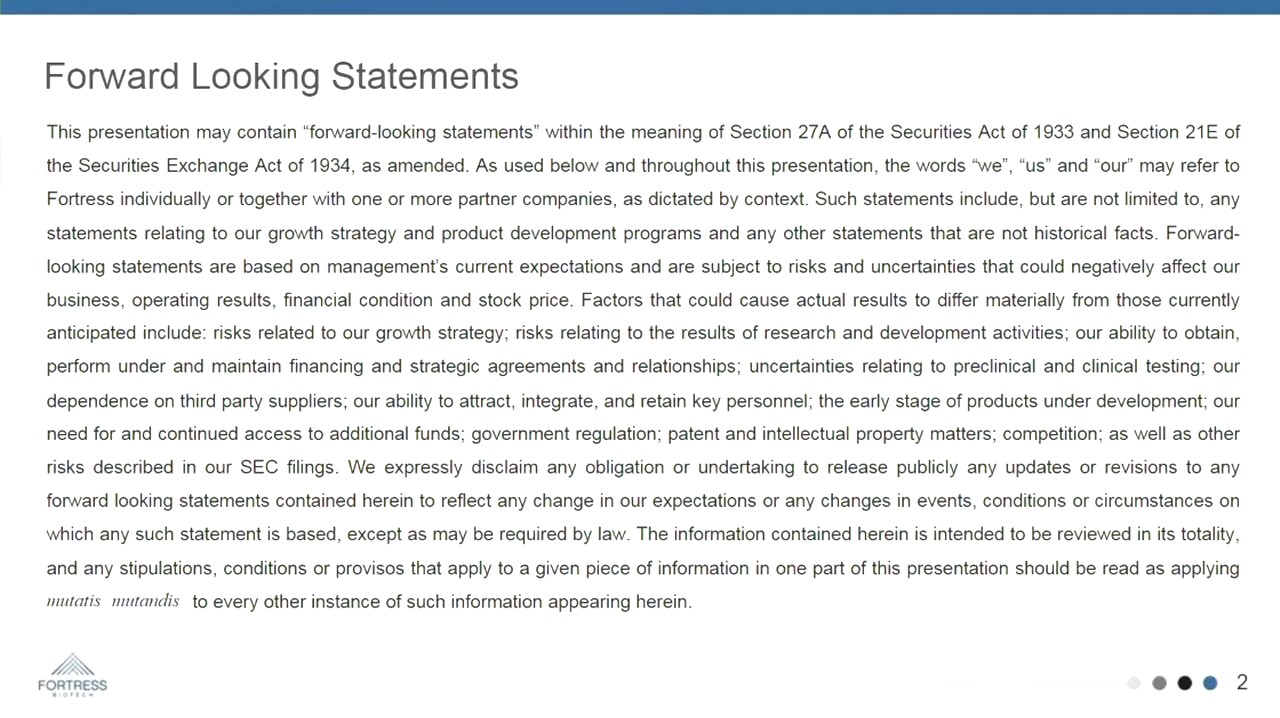 Forward Looking Statements
This presentation may contain “forward-looking statements” within the meaning of Section 27A of the Securities Act of 1933 and Section 21E of
the Securities Exchange Act of 1934, as amended. As used below and throughout this presentation, the words “we”, “us” and “our” may refer to
Fortress individually or together with one or more partner companies, as dictated by context. Such statements include, but are not limited to, any
statements relating to our growth strategy and product development programs and any other statements that are not historical facts. Forward-
looking statements are based on management’s current expectations and are subject to risks and uncertainties that could negatively affect our
business, operating results, financial condition and stock price. Factors that could cause actual results to differ materially from those currently
anticipated include: risks related to our growth strategy; risks relating to the results of research and development activities; our ability to obtain,
perform under and maintain financing and strategic agreements and relationships; uncertainties relating to preclinical and clinical testing; our
dependence on third party suppliers; our ability to attract, integrate, and retain key personnel; the early stage of products under development; our
need for and continued access to additional funds; government regulation; patent and intellectual property matters; competition; as well as other
risks described in our SEC filings. We expressly disclaim any obligation or undertaking to release publicly any updates or revisions to any
forward looking statements contained herein to reflect any change in our expectations or any changes in events, conditions or circumstances on
which any such statement is based, except as may be required by law. The information contained herein is intended to be reviewed in its totality,
and any stipulations, conditions or provisos that apply to a given piece of information in one part of this presentation should be read as applying
mutatis mutandis to every other instance of such information appearing herein.
FORTRESS
BIOTECH
2